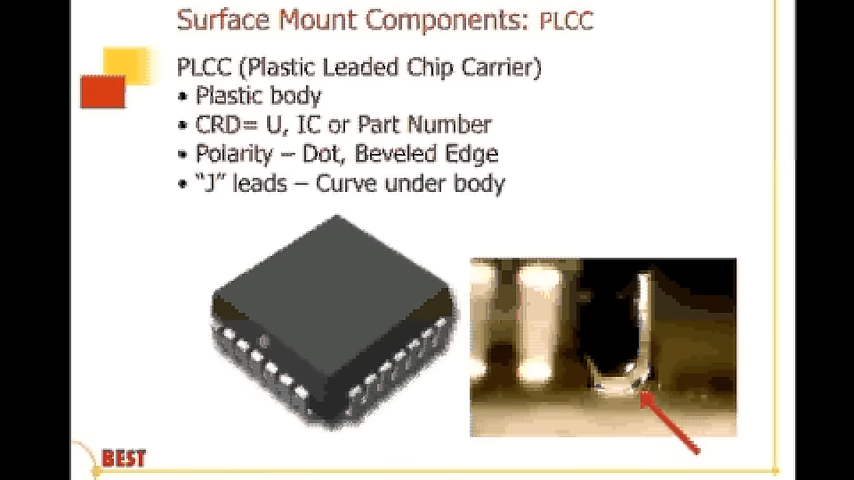 Surface Mount Components: PLCC
PLCC (Plastic Leaded Chip Carrier)
• Plastic body
• CRD= U, IC or Part Number
• Polarity – Dot, Beveled Edge
• “J” leads – Curve under body
BEST